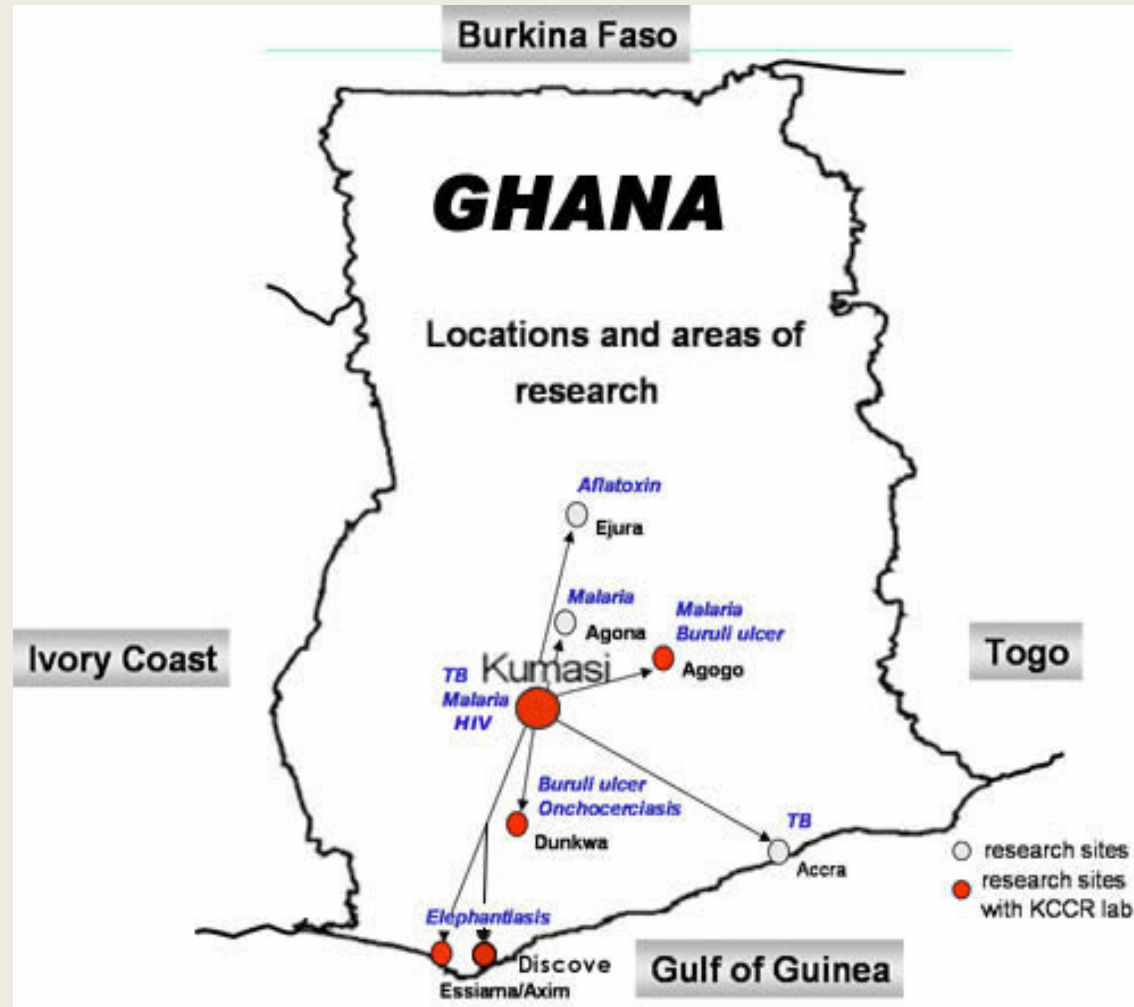 Burkina Faso
GHANA
Locations and areas of
research
Aflatoxin
Ejura
Malaria
Agona
Malaria
Buruli ulcer
Agogo
Ivory Coast
Togo
Kumasi
TB
Malaria
HIV
Buruli ulcer
Onchocerciasis
Dunkwa
TB
Accra
research sites
research sites
with KCCR lab
Elephantiasis
Discove
Essiama/Axim
Gulf of Guinea